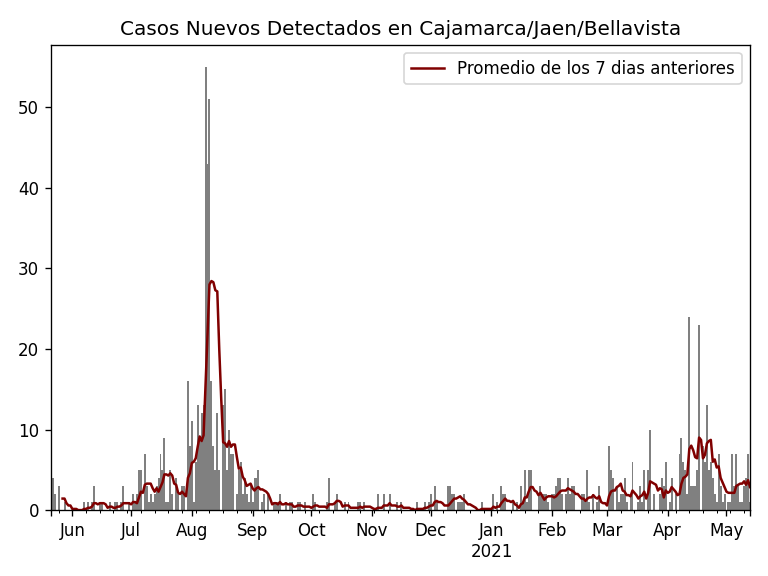 Casos Nuevos Detectados en Cajamarca/Jaen/Bellavista
Promedio de los 7 dias anteriores
50
40
30
20
10
0
Jun Jul Aug Sep Oct Nov Dec Jan Feb Mar Apr May
2021